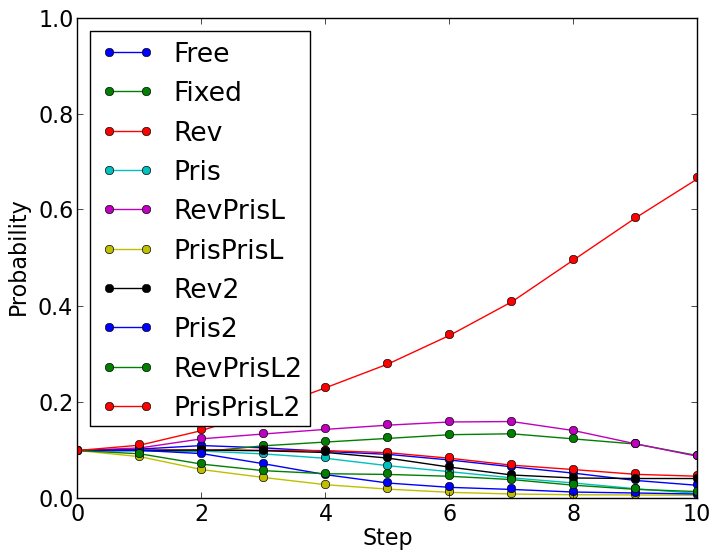 1.0
0.8
0.6
0.4
0.2
0.0
Probability
Free
Fixed
Rev
Pris
RevPrisL
PrisPrisL
Rev2
Pris2
RevPrisL2
PrisPrisL2
0 2 4 6 8 10
Step